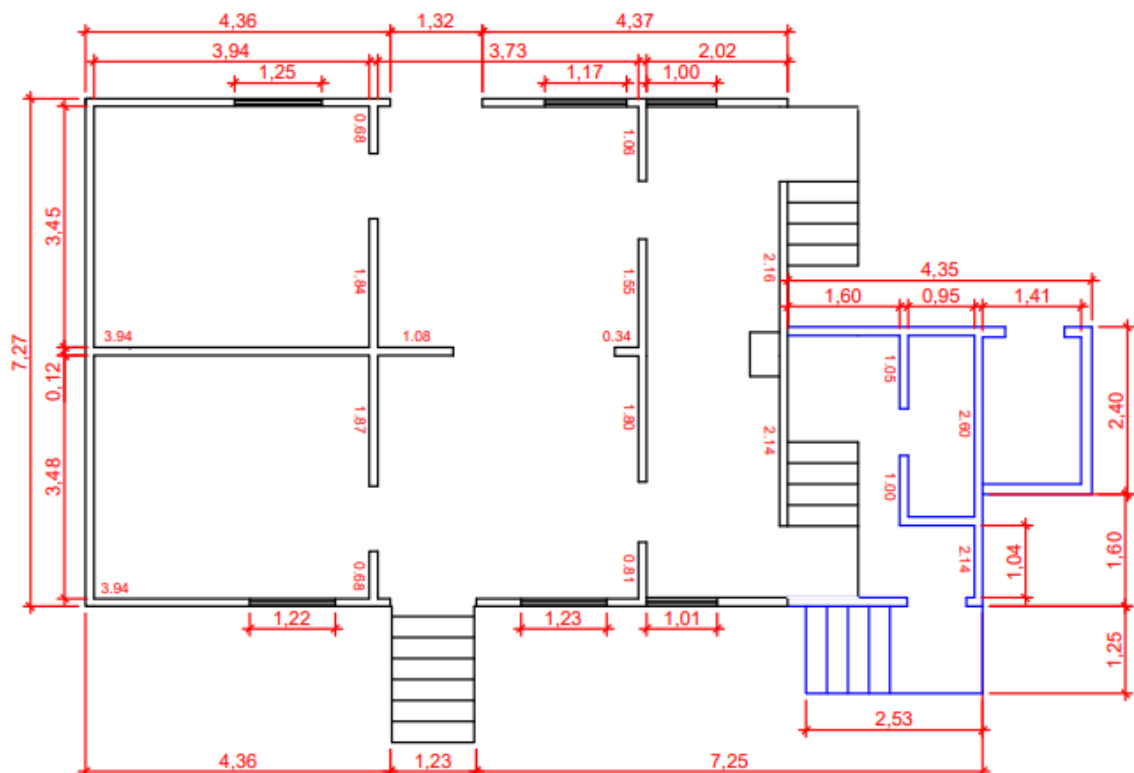 4,36 1,32 4,37
3,94 3,73 2,02
1,25 1,17 1,00
0.68 1.06
3,45
1.84 1.55 2.16
4,35
1,60 0,95 1,41
7,27
3.94 1.08 0.34
0,12
1.05
1.87 1.80 2.14 2.60
2,40
3,48
1.00
0.68 0.81 2.14 1,04 1,60
3.94
1,22 1,23 1,01
1,25
2,53
4,36 1,23 7,25